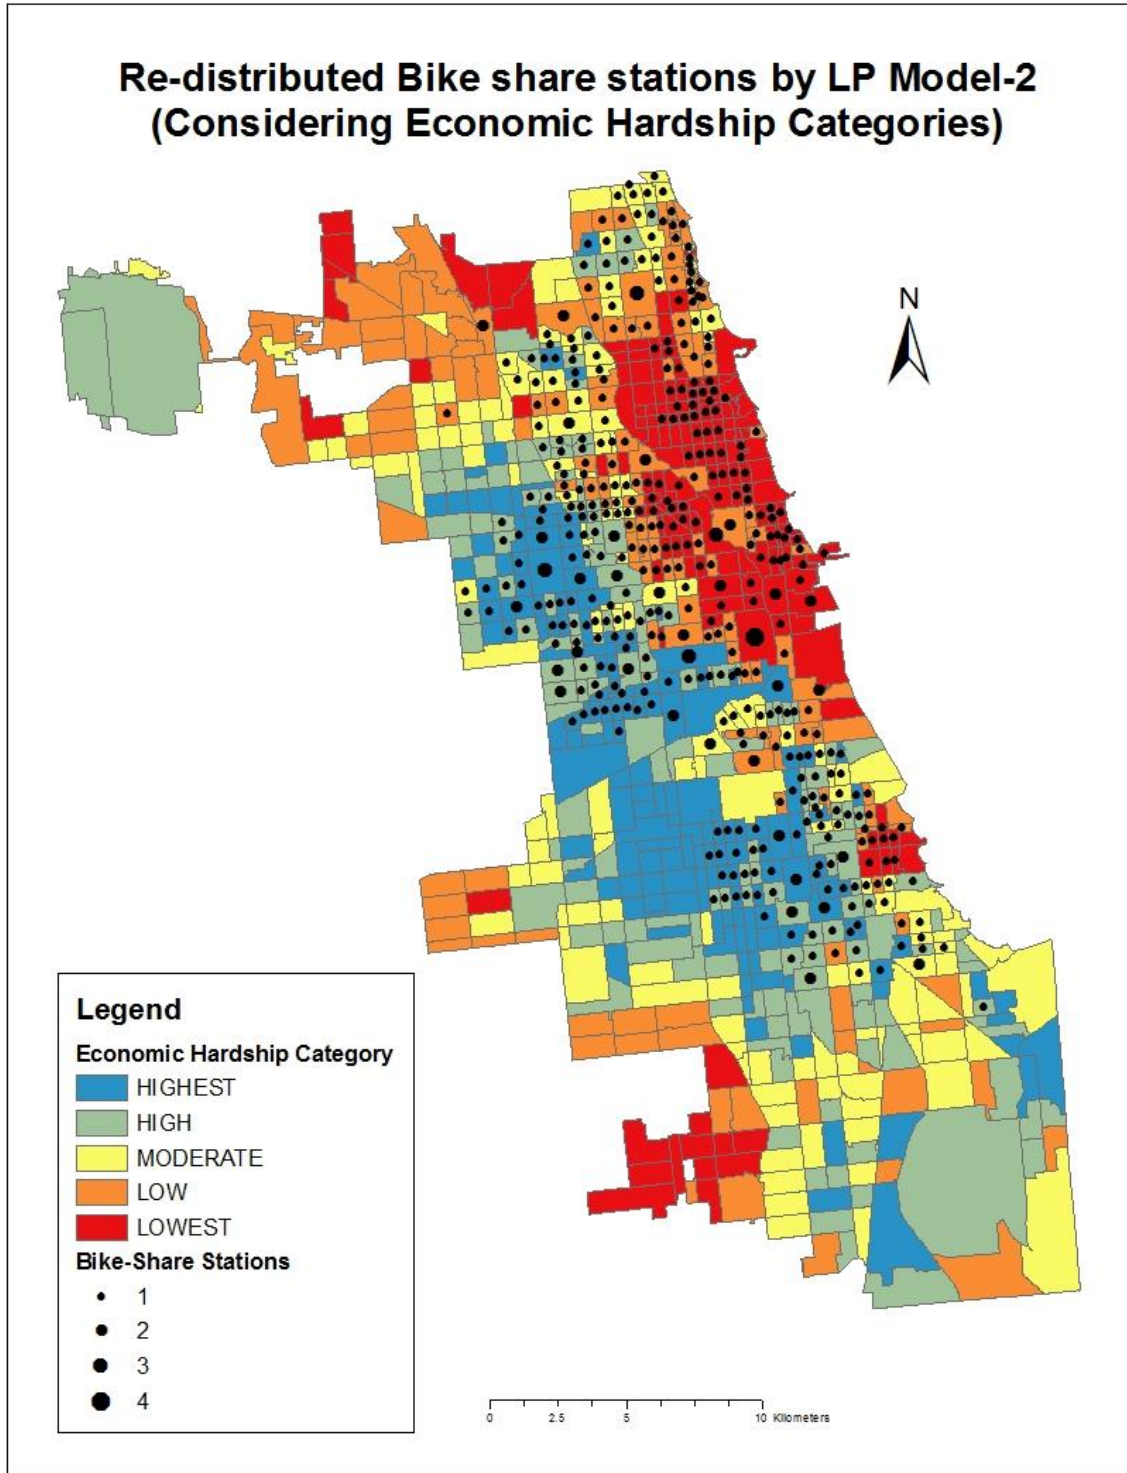 Re-distributed Bike share stations by LP Model-2
(Considering Economic Hardship Categories)
N
Legend
Economic Hardship Category
HIGHEST
HIGH
MODERATE
LOW
LOWEST
Bike-Share Stations
1
2
3
4
0 2.5 5 10 Kilometers